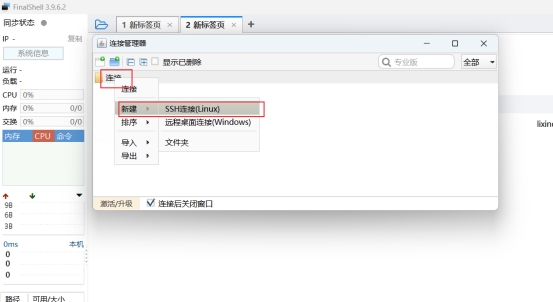 FinalShell 3.9.6.2
同步状态
1 新标签页
2 新标签页
IP -
复制
系统信息
运行 -
负载 -
CPU 0%
内存 0% 0/0
交换 0% 0/0
内存 CPU 命令
9B
6B
3B
0ms 本机
0
0
0
路径 可用/大小
连接管理器
显示已删除
专业版
全部
连接
连接
新建
排序
导入
导出
SSH连接(Linux)
远程桌面连接(Windows)
文件夹
激活/升级
连接后关闭窗口
lixin